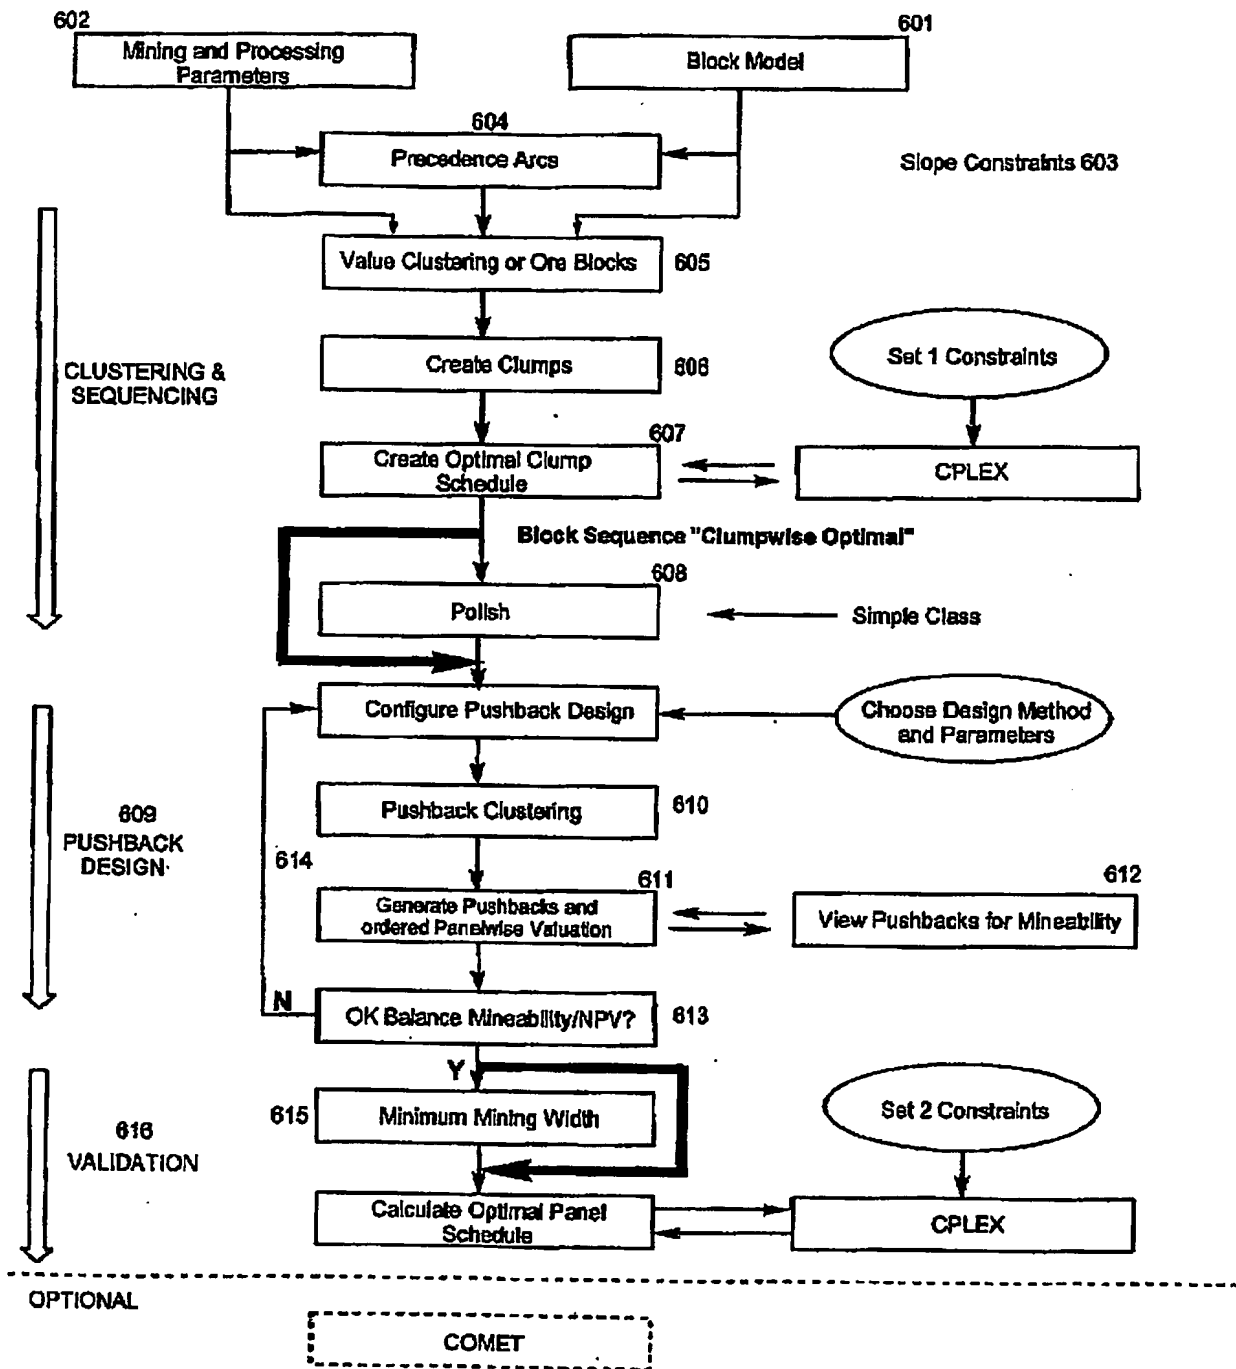 602
Mining and Processing
Parameters
601
Block Model
604
Precedence Arcs
Slope Constraints 603
Value Clustering or Ore Blocks
605
CLUSTERING &
SEQUENCING
Create Clumps
606
Set 1 Constraints
607
Create Optimal Clump
Schedule
CPLEX
Block Sequence "Clumpwise Optimal"
608
Polish
Simple Class
Configure Pushback Design
Choose Design Method
and Parameters
609
PUSHBACK
DESIGN
Pushback Clustering
610
614
611
Generate Pushbacks and
ordered Panelwise Valuation
612
View Pushbacks for Mineability
N
OK Balance Mineability/NPV?
613
Y
615
Minimum Mining Width
Set 2 Constraints
616
VALIDATION
Calculate Optimal Panel
Schedule
CPLEX
OPTIONAL
COMET